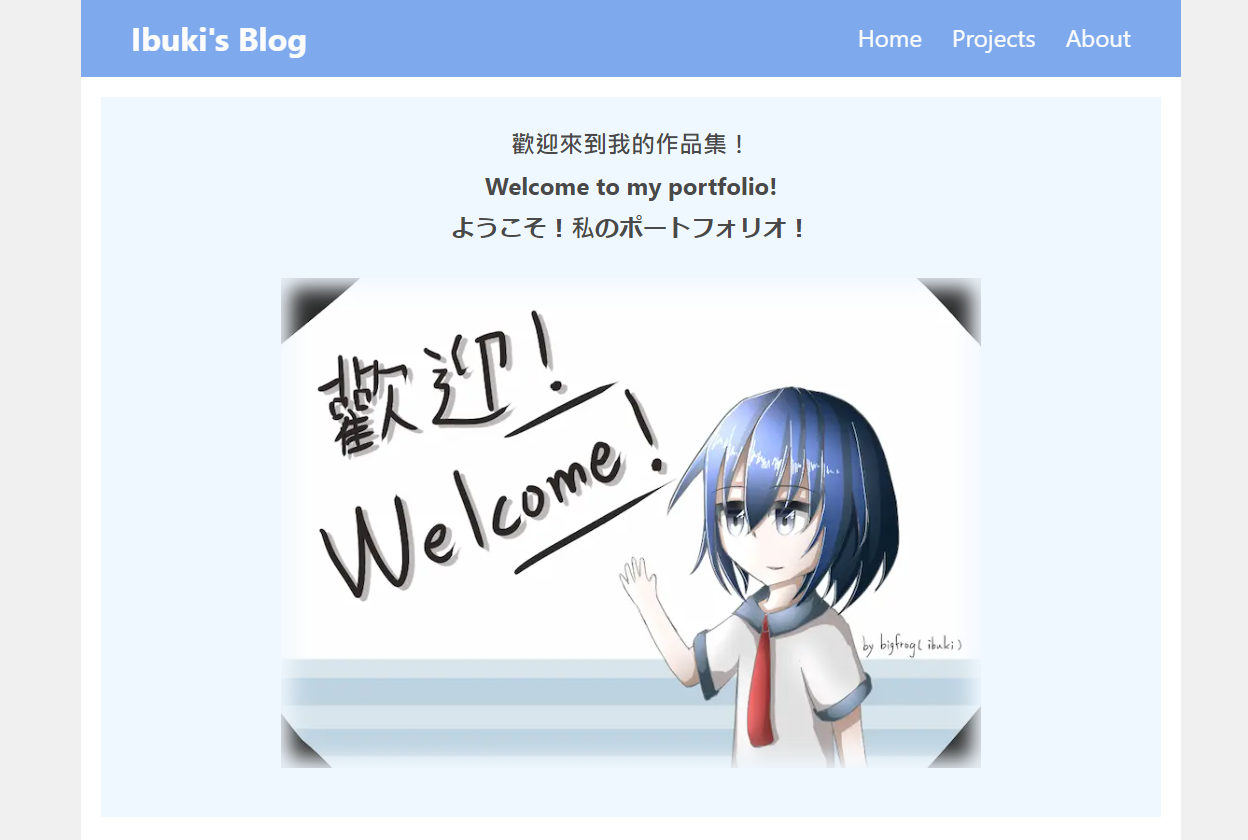 Ibuki's Blog
Home Projects About
歡迎來到我的作品集！
Welcome to my portfolio!
ようこそ！私のポートフォリオ！
歡迎！
Welcome!
by bigfrog( ibuki )